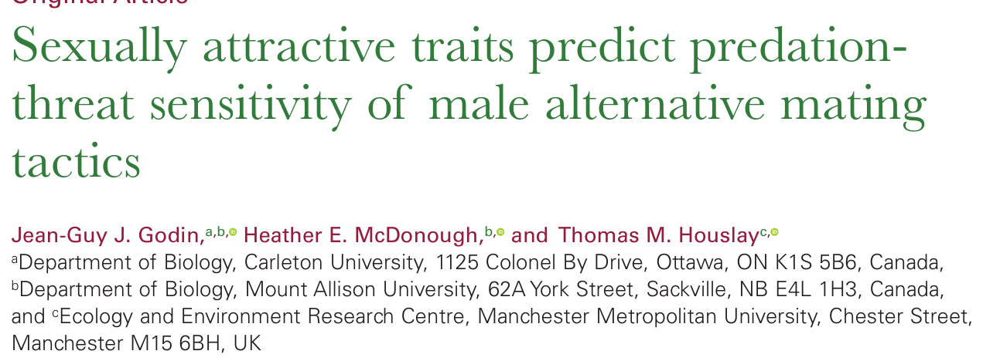 Original Article
Sexually attractive traits predict predation-
threat sensitivity of male alternative mating
tactics
Jean-Guy J. Godin,a,b, Heather E. McDonough,b, and Thomas M. Houslayc,
aDepartment of Biology, Carleton University, 1125 Colonel By Drive, Ottawa, ON K1S 5B6, Canada,
bDepartment of Biology, Mount Allison University, 62A York Street, Sackville, NB E4L 1H3, Canada,
and cEcology and Environment Research Centre, Manchester Metropolitan University, Chester Street,
Manchester M15 6BH, UK